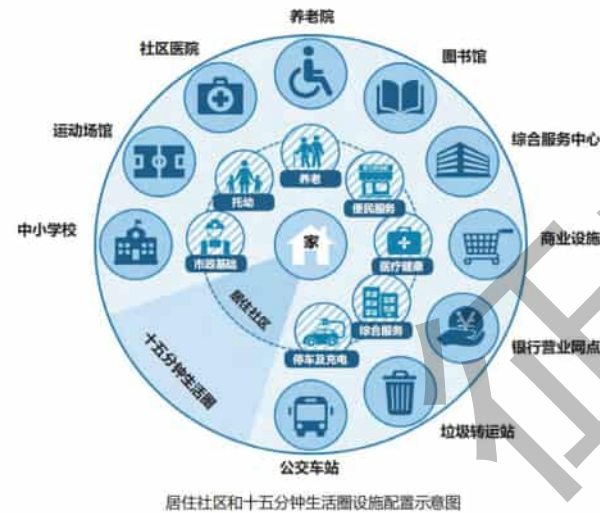 养老院
社区医院
图书馆
运动场馆
综合服务中心
中小学校
商业设施
银行营业网点
垃圾转运站
公交车站
养老
托幼
便民服务
市政基础
家
医疗健康
综合服务
停车及充电
居住社区
十五分钟生活圈
¥
居住社区和十五分钟生活圈设施配置示意图